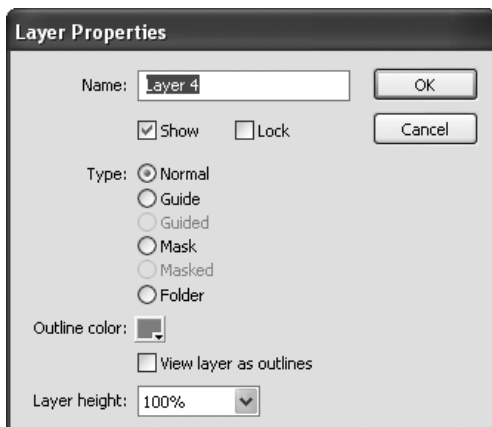 Layer Properties
Name: Layer 4 OK
Show Lock Cancel
Type: Normal
Guide
Guided
Mask
Masked
Folder
Outline color:
View layer as outlines
Layer height: 100%